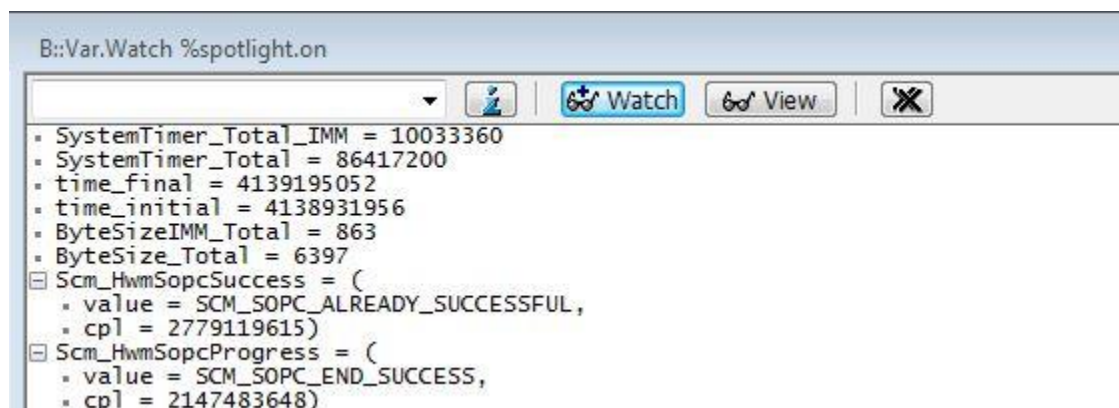 B::Var.Watch %spotlight.on
Watch View
SystemTimer_Total_IMM = 10033360
SystemTimer_Total = 86417200
time_final = 4139195052
time_initial = 4138931956
ByteSizeIMM_Total = 863
ByteSize_Total = 6397
Scm_HwmSopcSuccess = (
value = SCM_SOPC_ALREADY_SUCCESSFUL,
cpl = 2779119615)
Scm_HwmSopcProgress = (
value = SCM_SOPC_END_SUCCESS,
cpl = 2147483648)